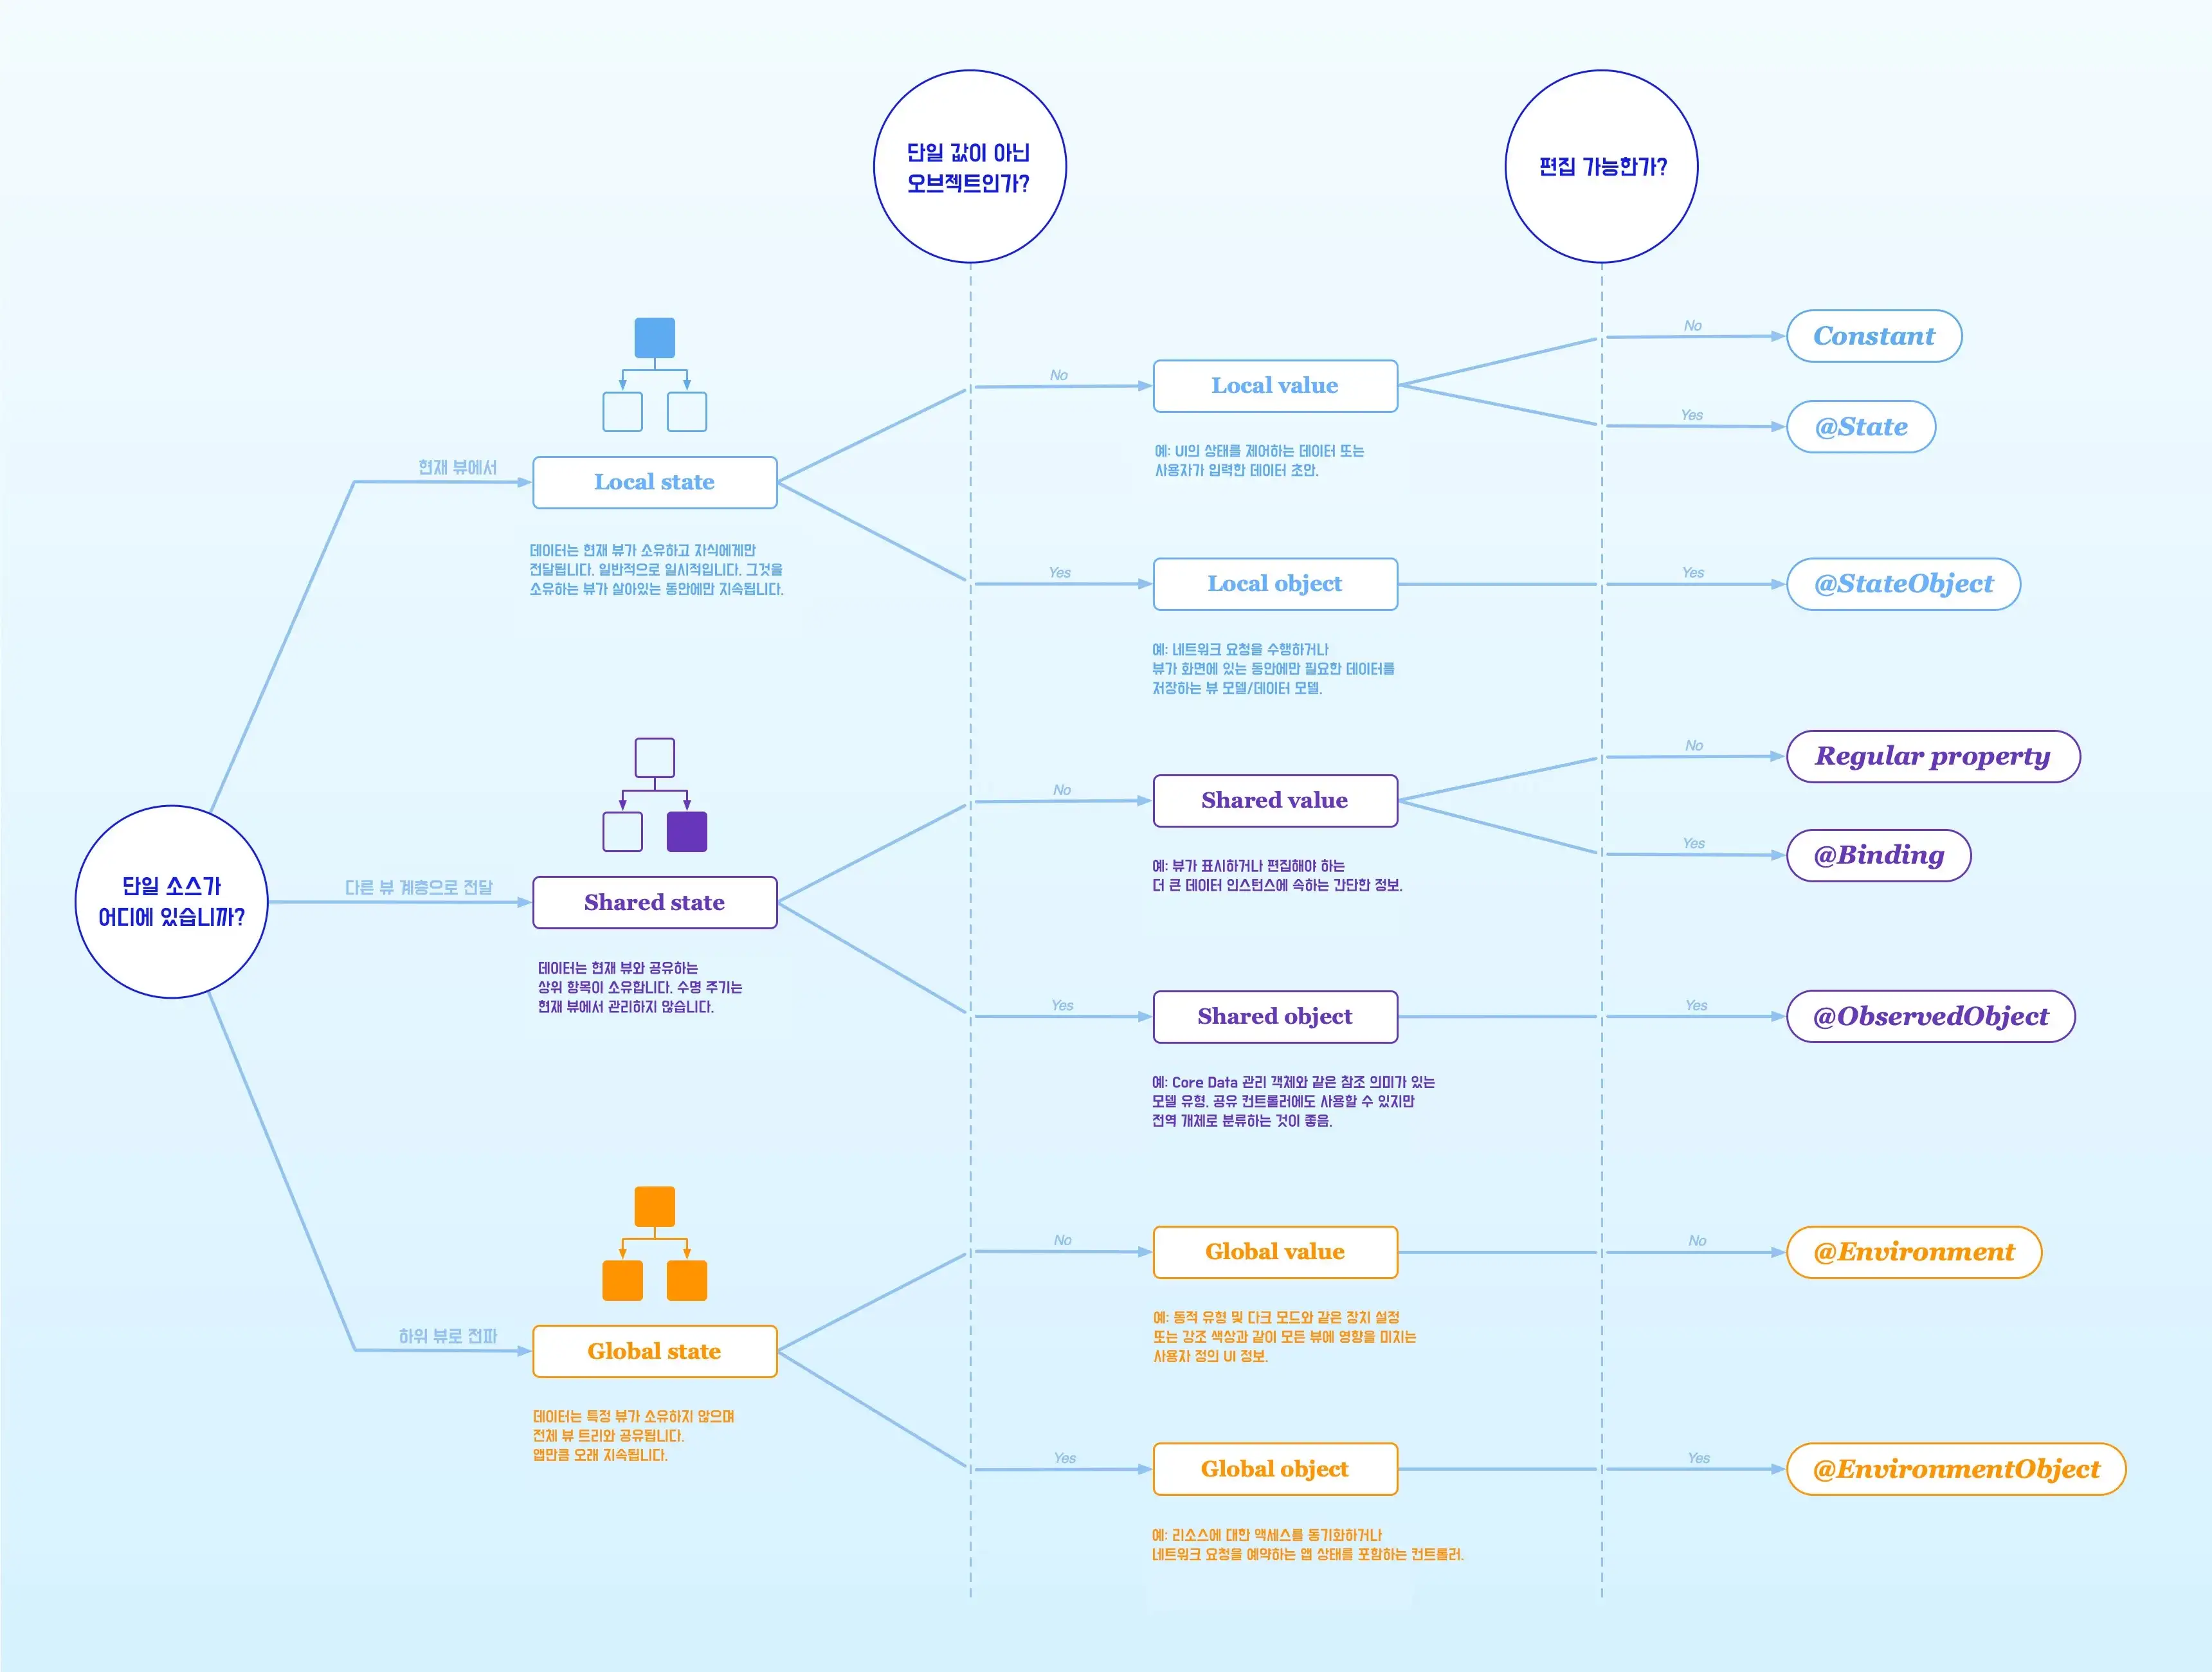 단일 값이 아닌
오브젝트인가?
편집 가능한가?
No
Constant
No
Local value
Yes
@State
예: UI의 상태를 제어하는 데이터 또는
사용자가 입력한 데이터 초안.
현재 뷰에서
Local state
데이터는 현재 뷰가 소유하고 자식에게만
전달됩니다. 일반적으로 일시적입니다. 그것을
소유하는 뷰가 살아있는 동안에만 지속됩니다.
Yes
Local object
Yes
@StateObject
예: 네트워크 요청을 수행하거나
뷰가 화면에 있는 동안에만 필요한 데이터를
저장하는 뷰 모델/데이터 모델.
No
Regular property
No
Shared value
Yes
@Binding
예: 뷰가 표시하거나 편집해야 하는
더 큰 데이터 인스턴스에 속하는 간단한 정보.
단일 소스가
어디에 있습니까?
다른 뷰 계층으로 전달
Shared state
데이터는 현재 뷰와 공유하는
상위 항목이 소유합니다. 수명 주기는
현재 뷰에서 관리하지 않습니다.
Yes
Shared object
Yes
@ObservedObject
예: Core Data 관리 객체와 같은 참조 의미가 있는
모델 유형. 공유 컨트롤러에도 사용할 수 있지만
전역 개체로 분류하는 것이 좋음.
No
Global value
No
@Environment
예: 동적 유형 및 다크 모드와 같은 장치 설정
또는 강조 색상과 같이 모든 뷰에 영향을 미치는
사용자 정의 UI 정보.
하위 뷰로 전파
Global state
데이터는 특정 뷰가 소유하지 않으며
전체 뷰 트리와 공유됩니다.
앱만큼 오래 지속됩니다.
Yes
Global object
Yes
@EnvironmentObject
예: 리소스에 대한 액세스를 동기화하거나
네트워크 요청을 예약하는 앱 상태를 포함하는 컨트롤러.